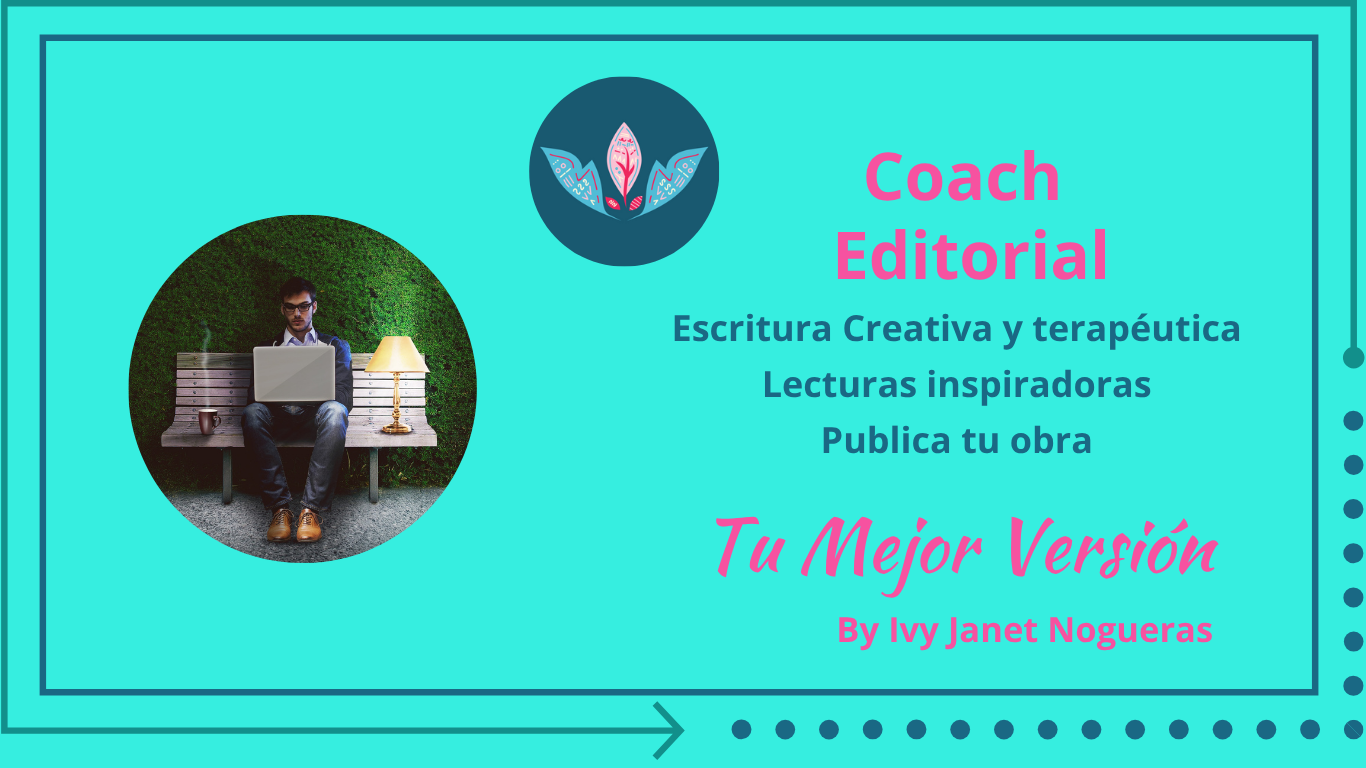 Coach
Editorial
Escritura Creativa y terapéutica
Lecturas inspiradoras
Publica tu obra
Tu Mejor Versión
By Ivy Janet Nogueras